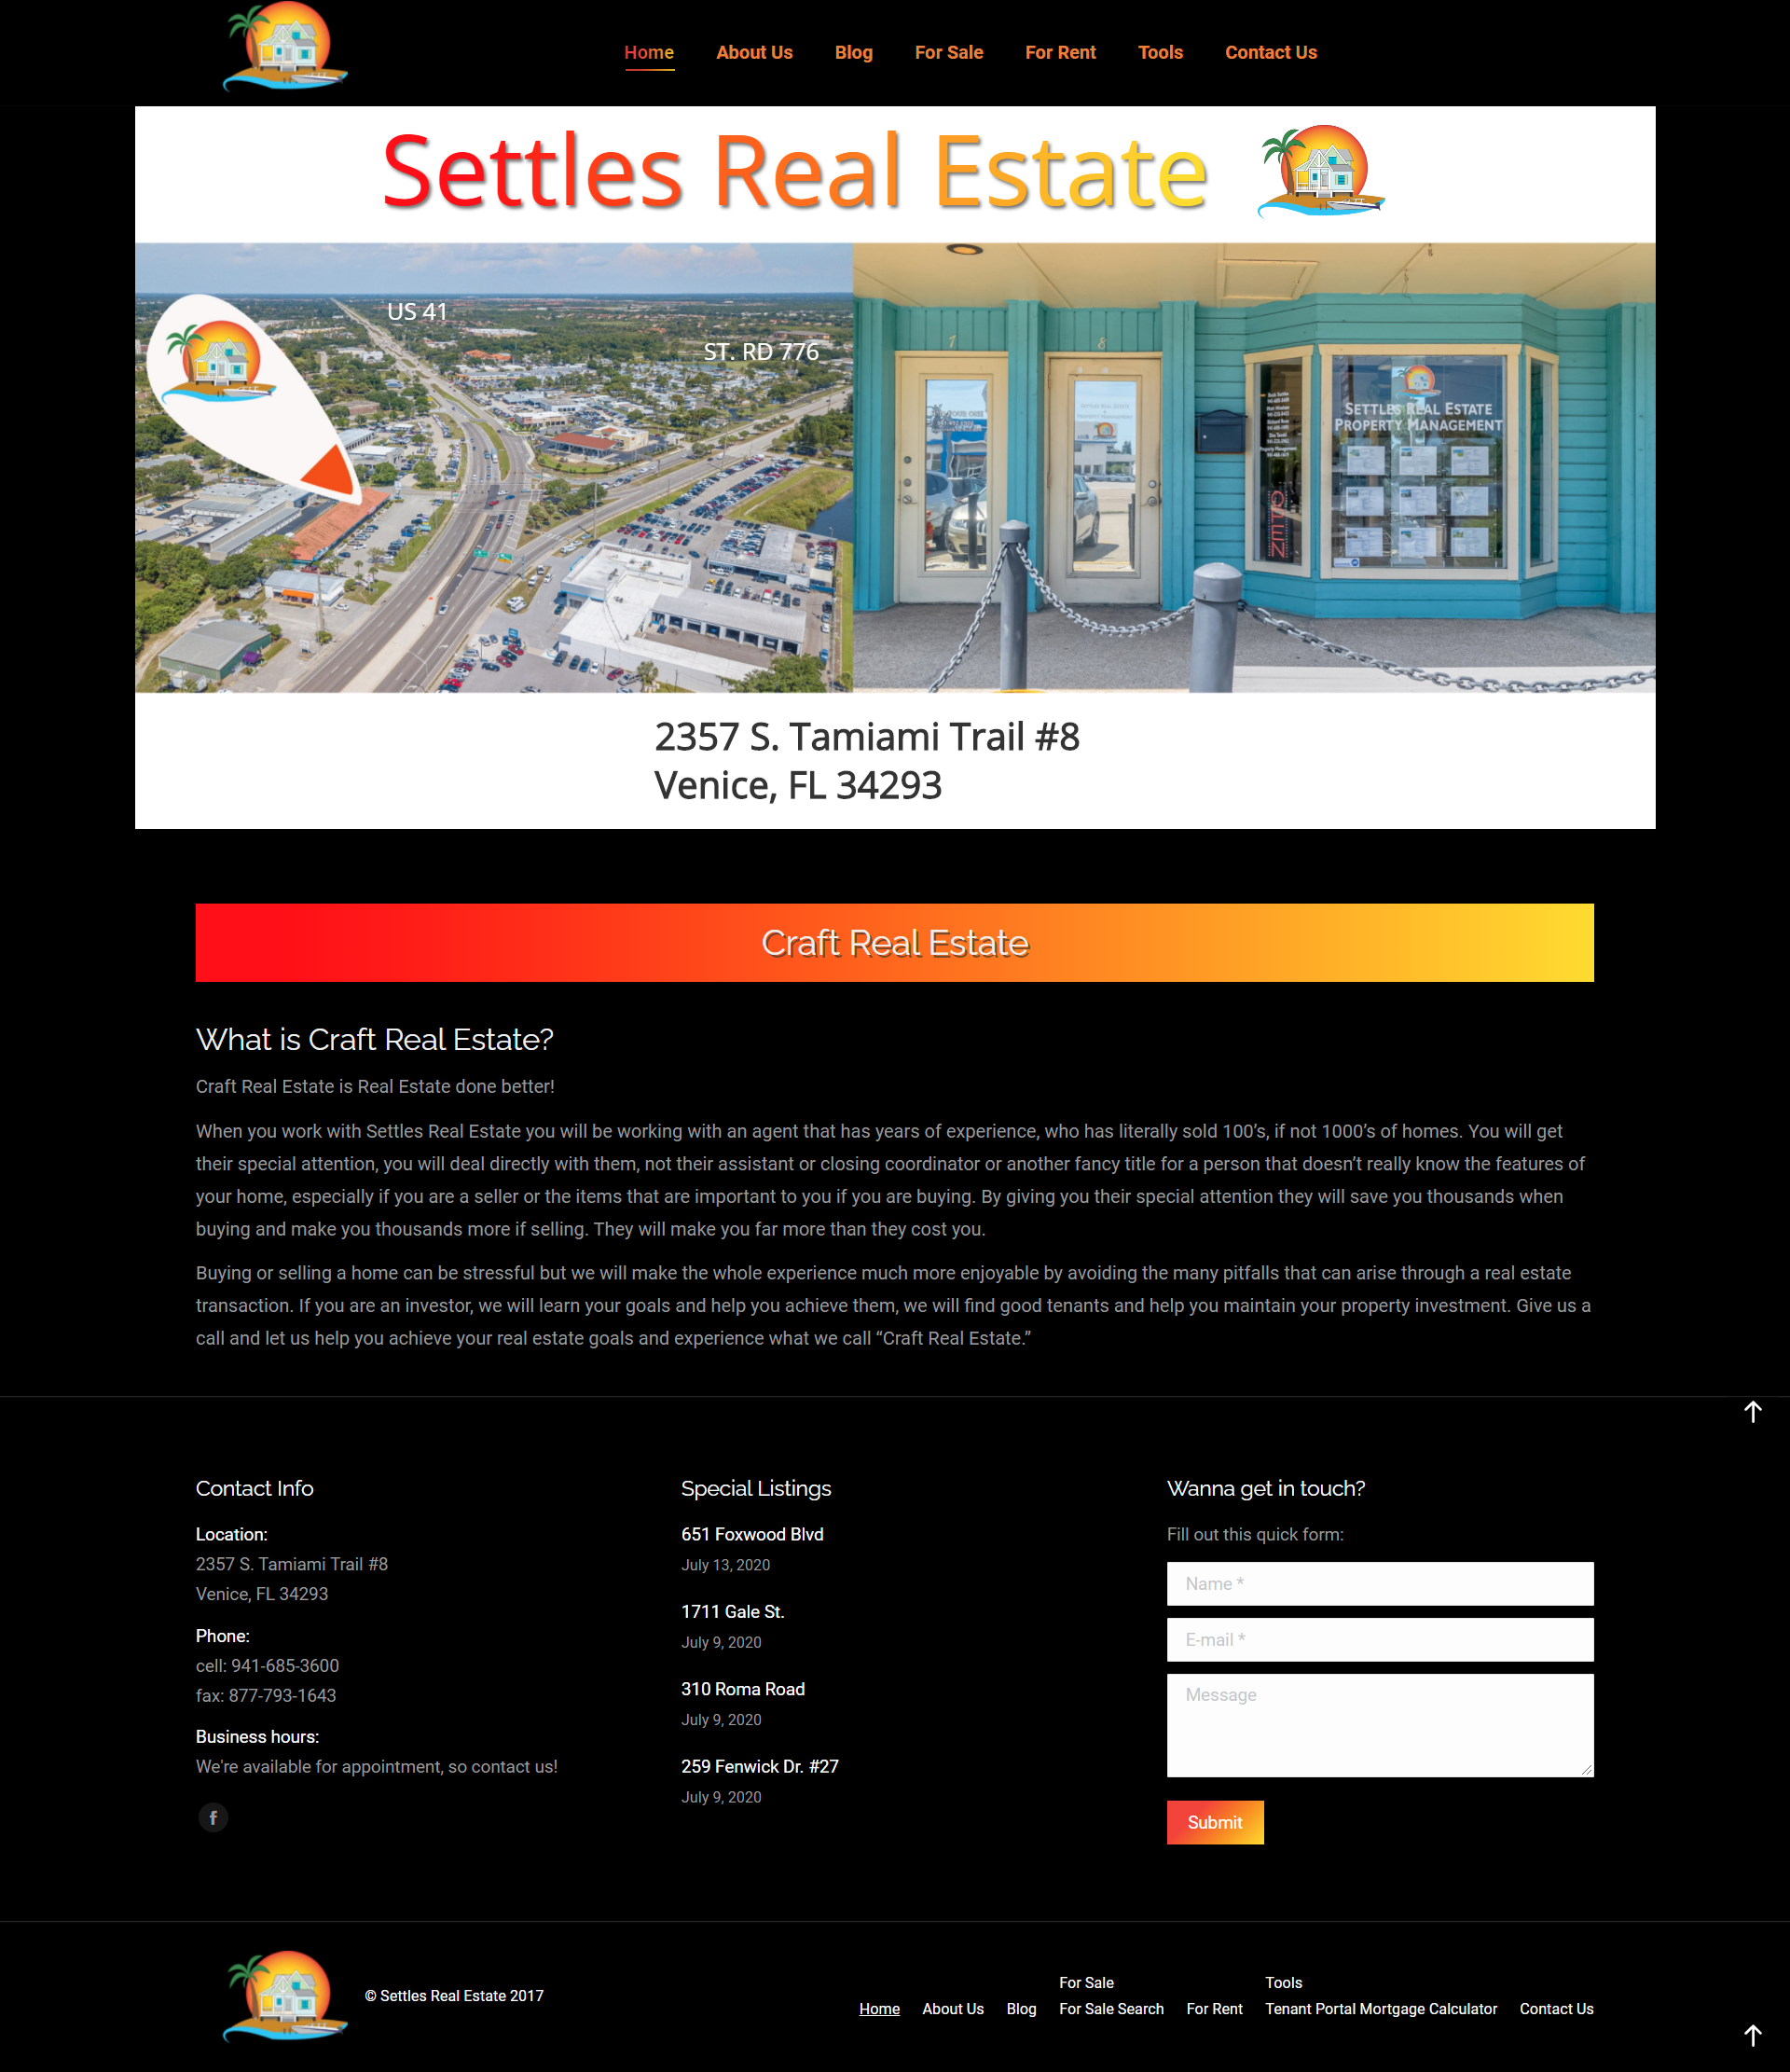 Home About Us Blog For Sale For Rent Tools Contact Us
Settles Real Estate
US 41
ST. RD 776
7 8
SETTLES REAL ESTATE
PROPERTY MANAGEMENT
OPEN
2357 S. Tamiami Trail #8
Venice, FL 34293
Craft Real Estate
What is Craft Real Estate?
Craft Real Estate is Real Estate done better!
When you work with Settles Real Estate you will be working with an agent that has years of experience, who has literally sold 100’s, if not 1000’s of homes. You will get
their special attention, you will deal directly with them, not their assistant or closing coordinator or another fancy title for a person that doesn’t really know the features of
your home, especially if you are a seller or the items that are important to you if you are buying. By giving you their special attention they will save you thousands when
buying and make you thousands more if selling. They will make you far more than they cost you.
Buying or selling a home can be stressful but we will make the whole experience much more enjoyable by avoiding the many pitfalls that can arise through a real estate
transaction. If you are an investor, we will learn your goals and help you achieve them, we will find good tenants and help you maintain your property investment. Give us a
call and let us help you achieve your real estate goals and experience what we call “Craft Real Estate.”
Contact Info
Location:
2357 S. Tamiami Trail #8
Venice, FL 34293
Phone:
cell: 941-685-3600
fax: 877-793-1643
Business hours:
We're available for appointment, so contact us!
Special Listings
651 Foxwood Blvd
July 13, 2020
1711 Gale St.
July 9, 2020
310 Roma Road
July 9, 2020
259 Fenwick Dr. #27
July 9, 2020
Wanna get in touch?
Fill out this quick form:
Name *
E-mail *
Message
Submit
© Settles Real Estate 2017
For Sale Tools
Home About Us Blog For Sale Search For Rent Tenant Portal Mortgage Calculator Contact Us